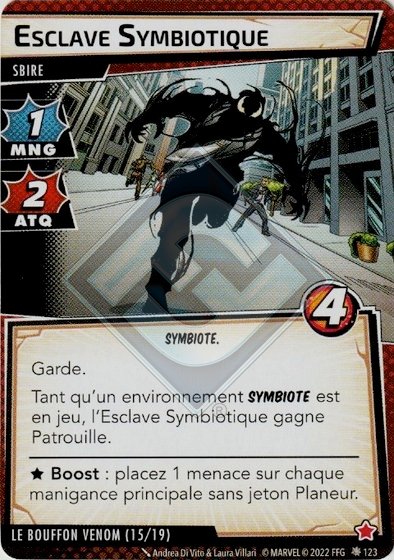 Esclave Symbiotique
SBIRE
1
MNG
2
ATQ
4
SYMBIOTE.
Garde.
Tant qu'un environnement SYMBIOTE est
en jeu, l'Esclave Symbiotique gagne
Patrouille.
★ Boost : placez 1 menace sur chaque
manigance principale sans jeton Planeur.
LE BOUFFON VENOM (15/19)
Andrea Di Vito & Laura Villari © MARVEL © 2022 FFG 123